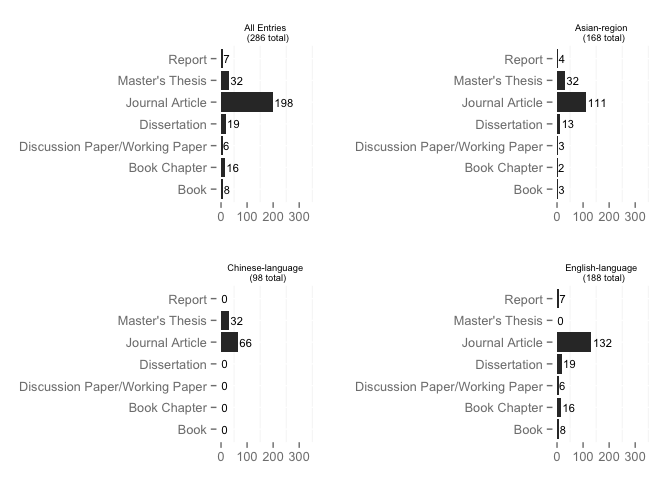 All Entries
(286 total)
Report 7
Master's Thesis 32
Journal Article 198
Dissertation 19
Discussion Paper/Working Paper 6
Book Chapter 16
Book 8
0 100 200 300
Asian-region
(168 total)
Report 4
Master's Thesis 32
Journal Article 111
Dissertation 13
Discussion Paper/Working Paper 3
Book Chapter 2
Book 3
0 100 200 300
Chinese-language
(98 total)
Report 0
Master's Thesis 32
Journal Article 66
Dissertation 0
Discussion Paper/Working Paper 0
Book Chapter 0
Book 0
0 100 200 300
English-language
(188 total)
Report 7
Master's Thesis 0
Journal Article 132
Dissertation 19
Discussion Paper/Working Paper 6
Book Chapter 16
Book 8
0 100 200 300